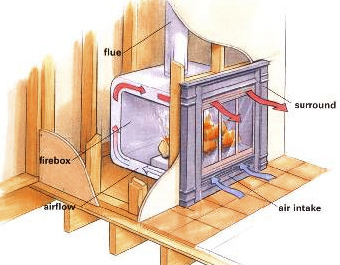 flue
surround
firebox
airflow
air intake